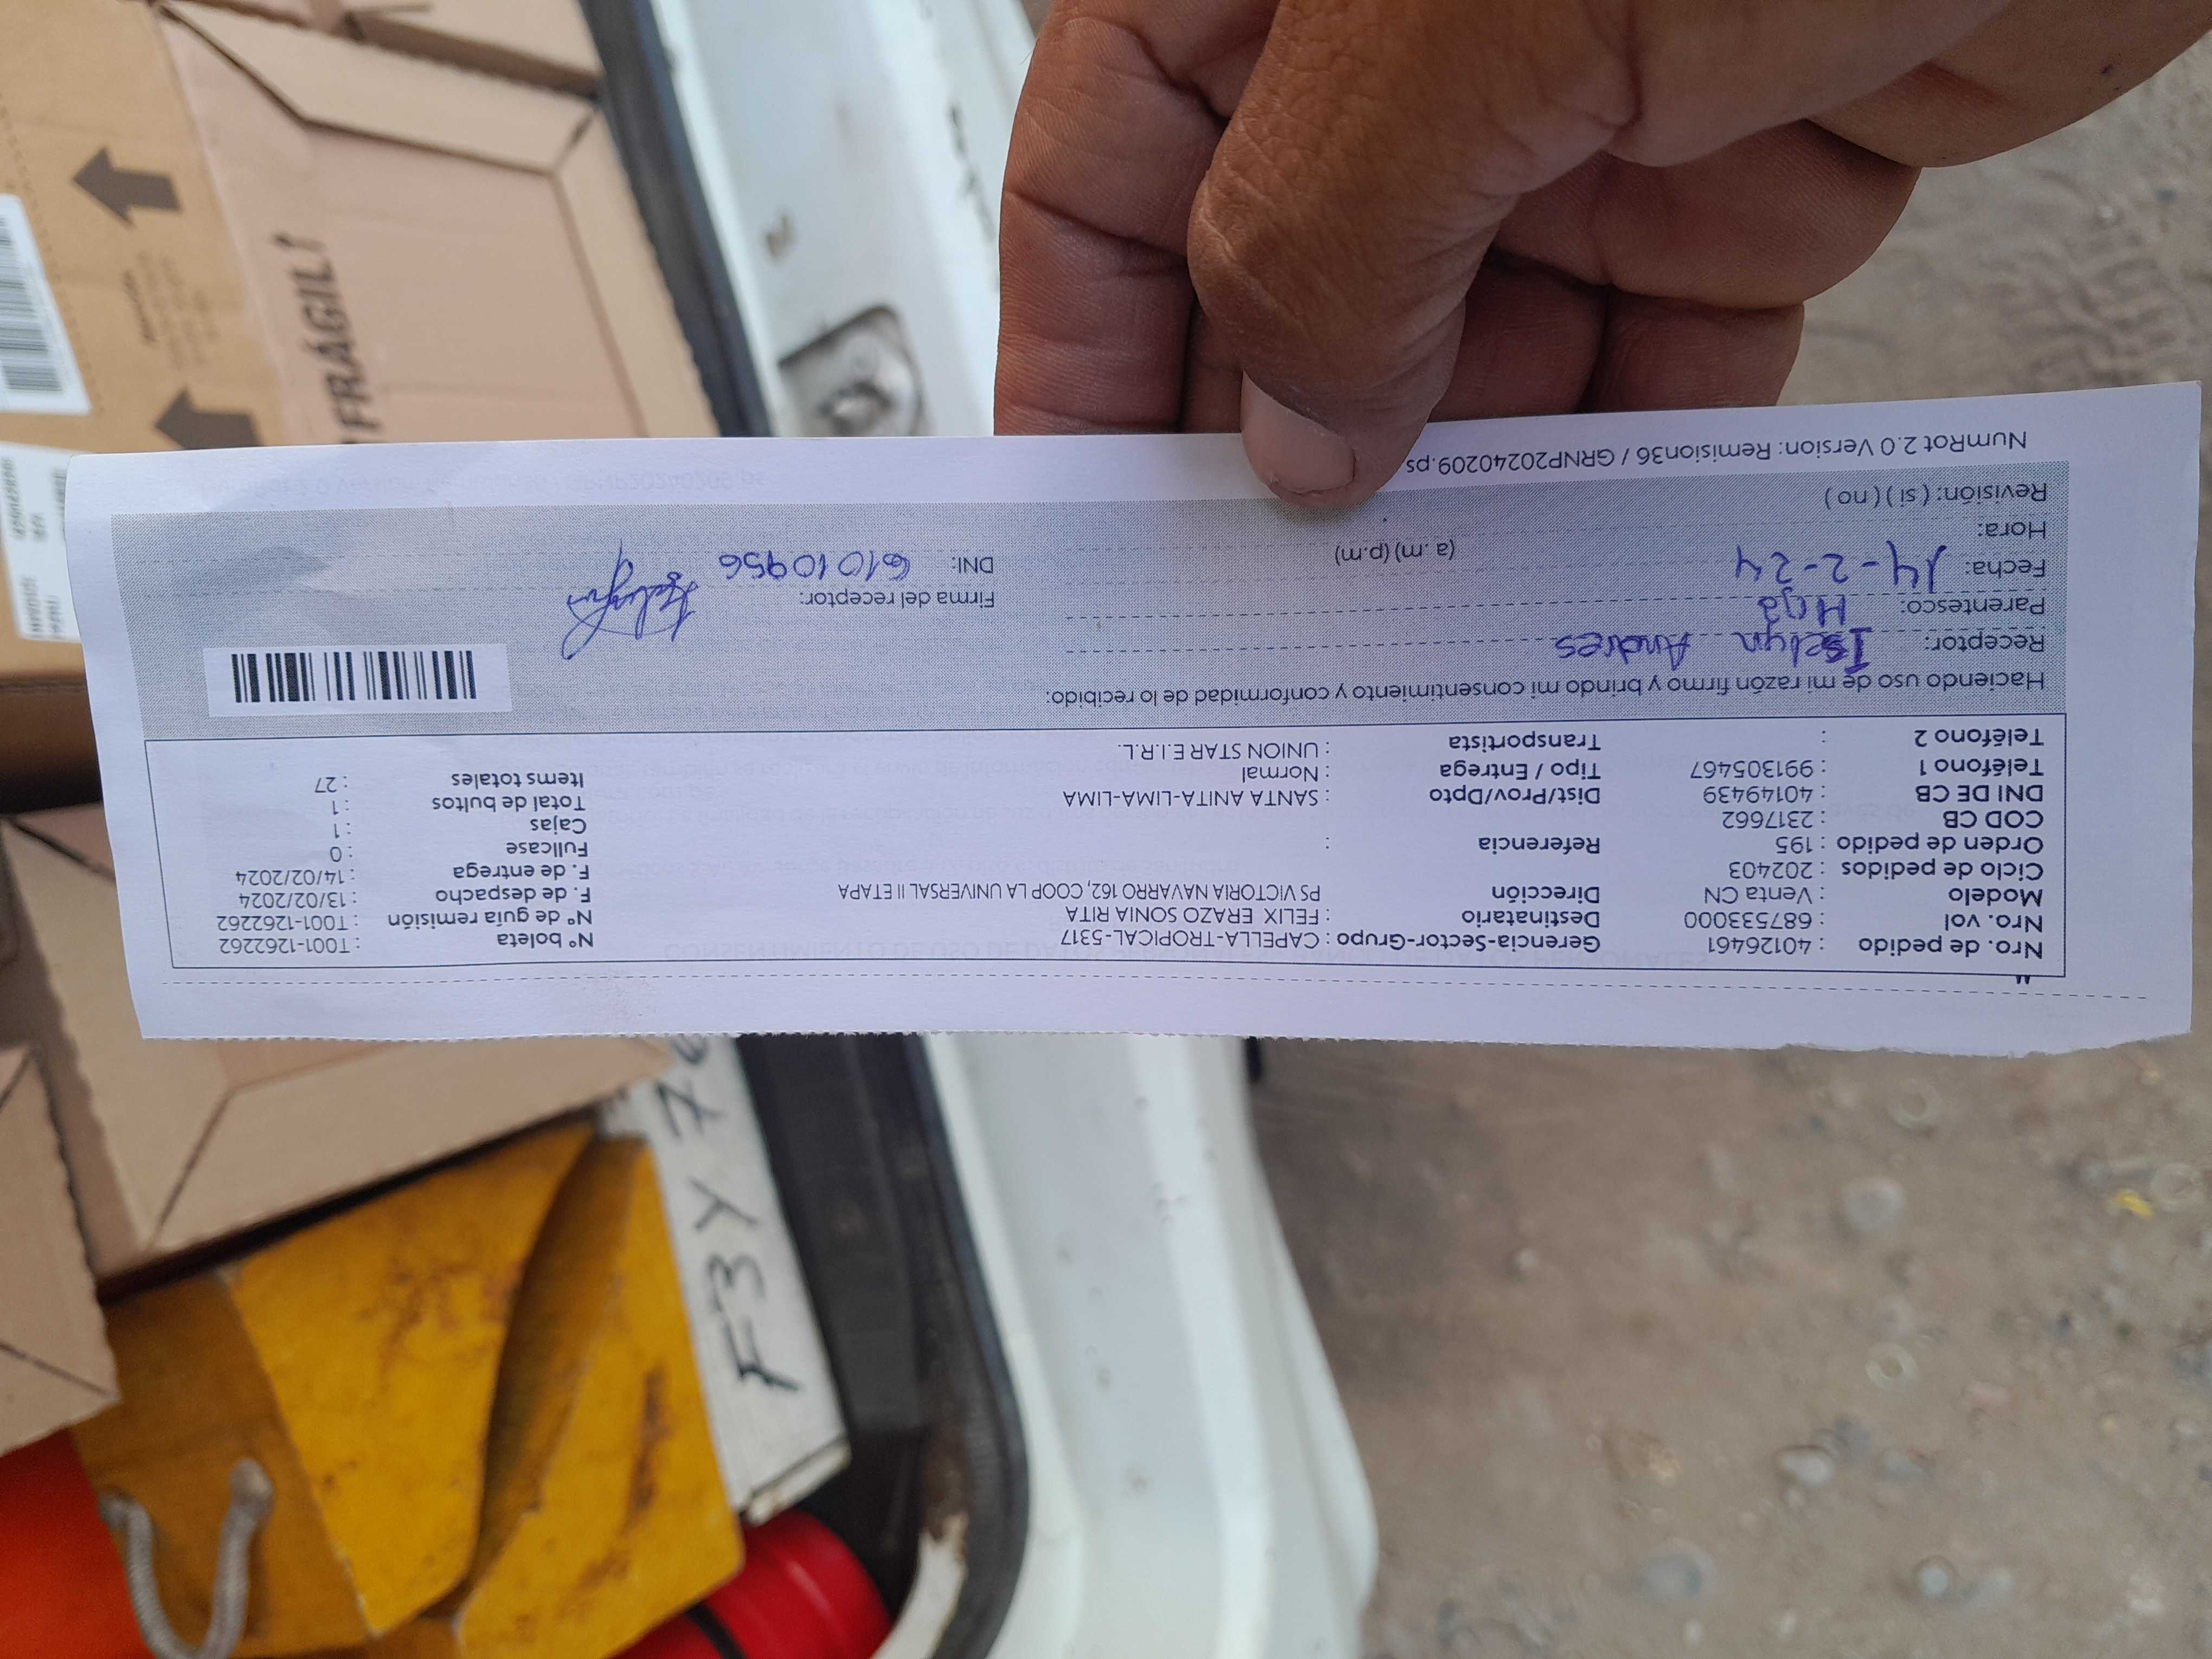 Nro. de pedido : 40126461 Gerencia-Sector-Grupo : CAPELLA-TROPICAL-5317 N° boleta : T001-1262262
Nro. vol : 687533000 Destinatario : FELIX ERAZO SONIA RITA N° de guía remisión : T001-1262262
Modelo : Venta CN Dirección PS VICTORIA NAVARRO 162, COOP LA UNIVERSAL II ETAPA F. de despacho : 13/02/2024
Ciclo de pedidos : 202403 F. de entrega : 14/02/2024
Orden de pedido : 195 Referencia : Fullcase : 0
COD CB : 2317662 Cajas : 1
DNI DE CB : 40149439 Dist/Prov/Dpto : SANTA ANITA-LIMA-LIMA Total de bultos : 1
Teléfono 1 : 991305467 Tipo / Entrega : Normal Items totales : 27
Teléfono 2 : Transportista : UNION STAR E.I.R.L.
Haciendo uso de mi razón firmo y brindo mi consentimiento y conformidad de lo recibido:
Receptor: Iselyn Andres
Parentesco: Hija Firma del receptor:
Fecha: 14-2-24 DNI: 61010956
Hora: (a.m) (p.m)
Revisión: ( si ) ( no )
NumRot 2.0 Version: Remision36 / GRNP20240209.ps
FRÁGIL!
F3Y 76